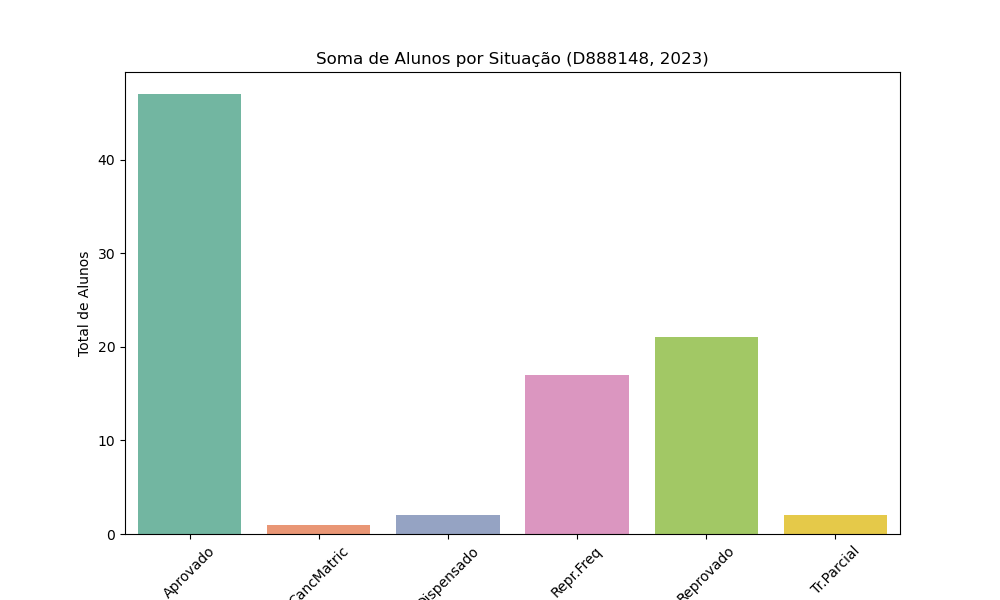 Soma de Alunos por Situação (D888148, 2023)
Total de Alunos
40
30
20
10
0
Aprovado
CancMatric
Dispensado
Repr.Freq
Reprovado
Tr.Parcial